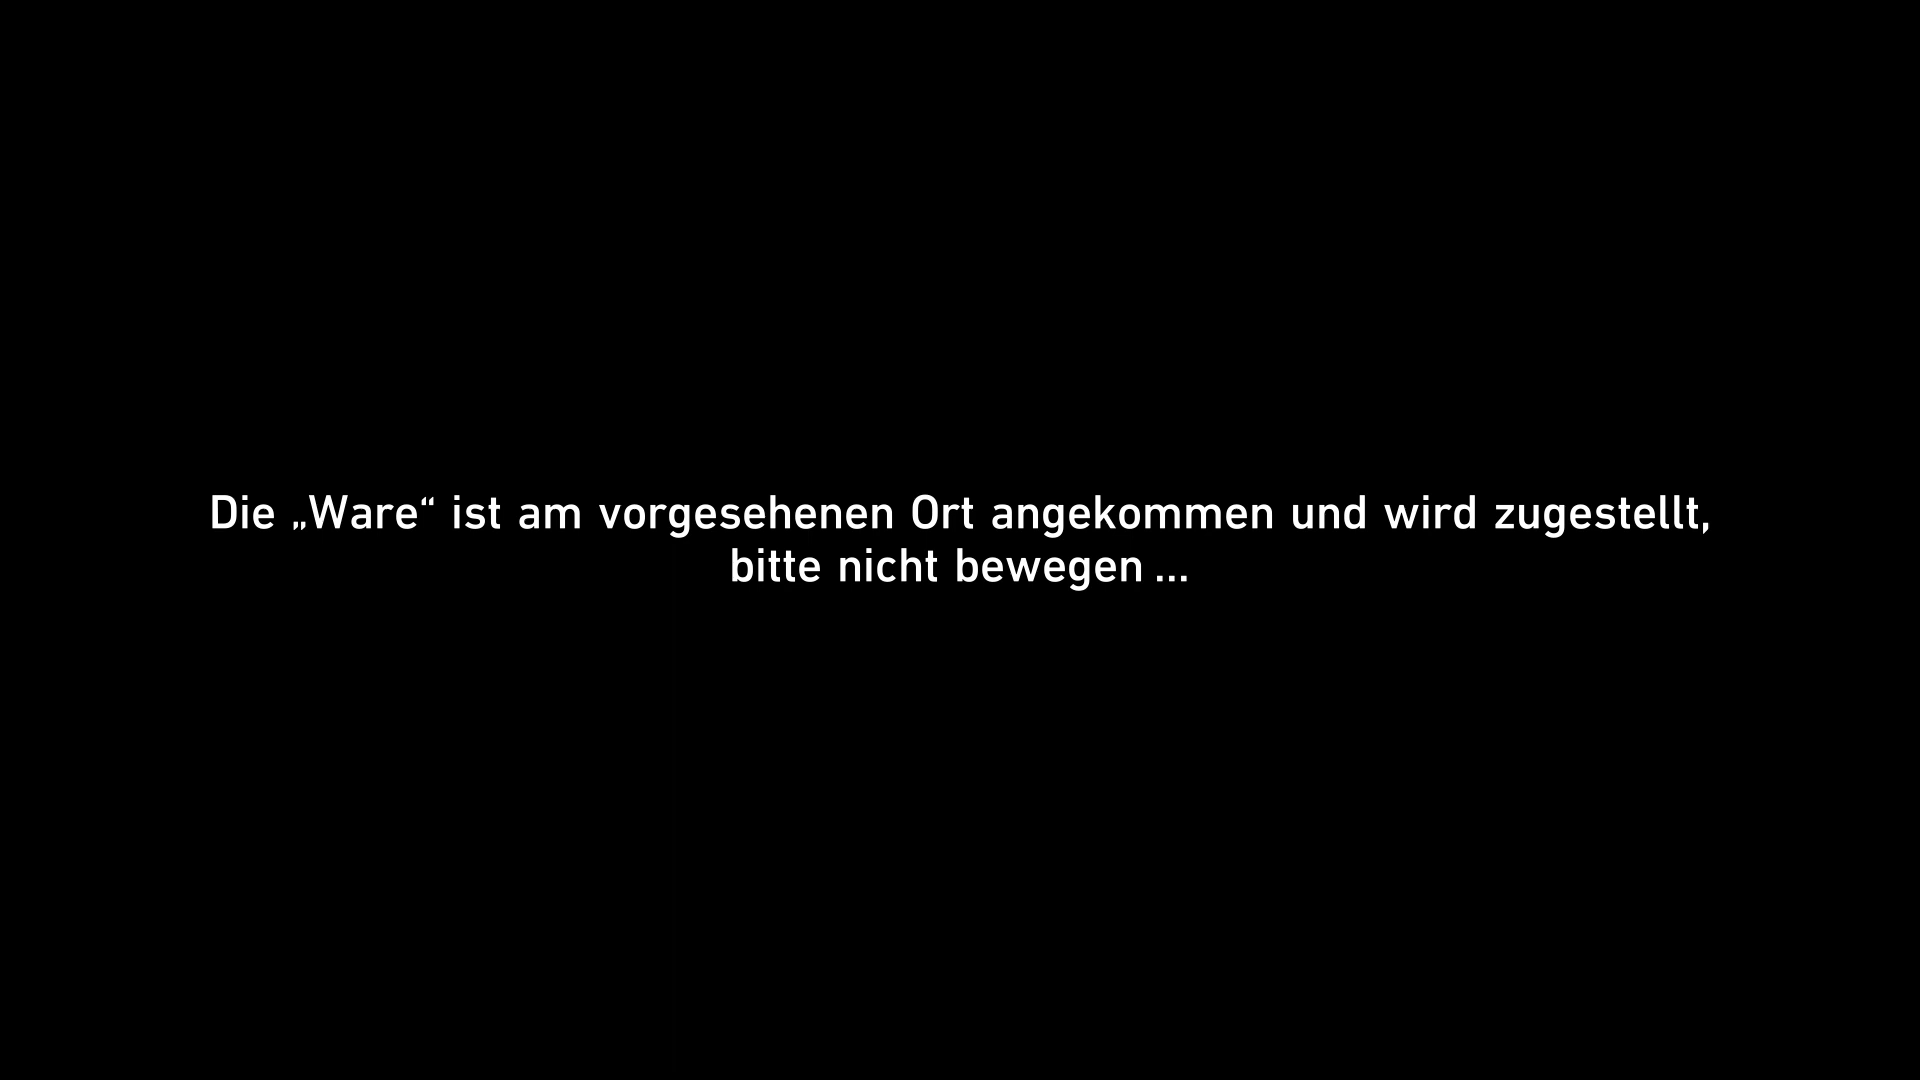 Die „Ware“ ist am vorgesehenen Ort angekommen und wird zugestellt,
bitte nicht bewegen ...